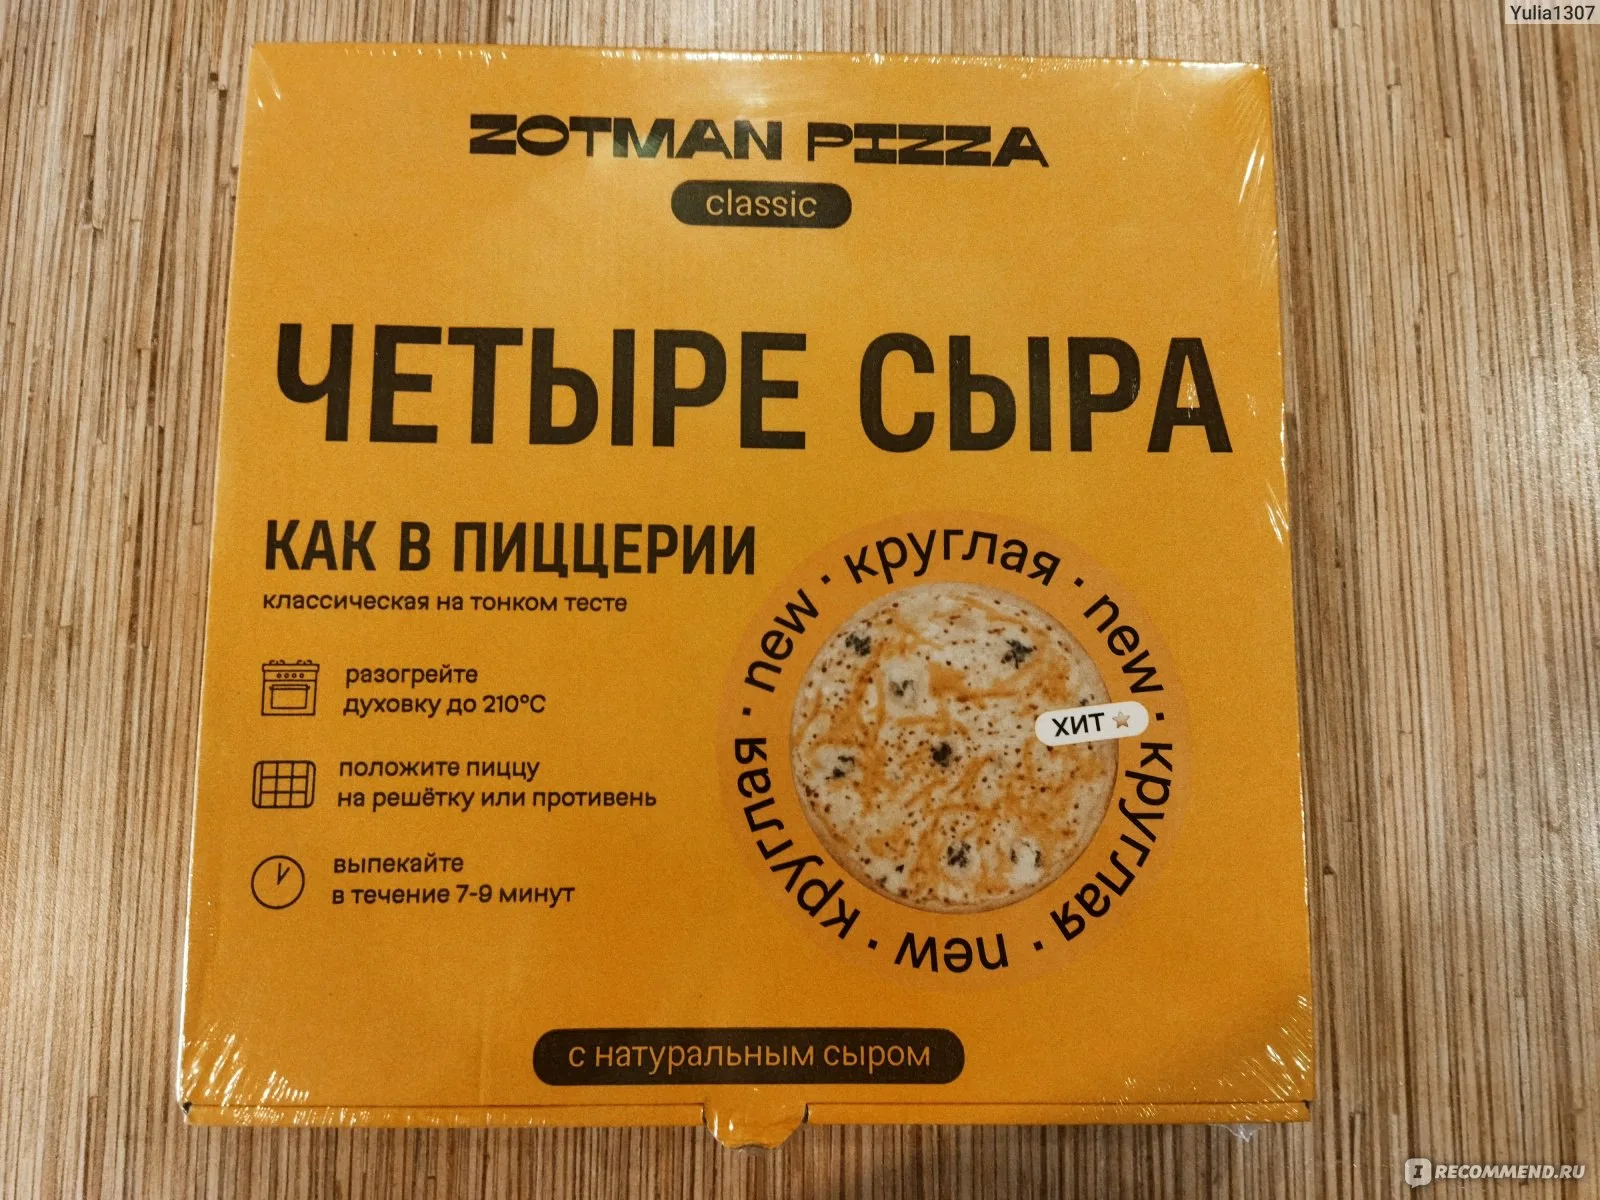 Yulia1307
ZOTMAN PIZZA
classic
ЧЕТЫРЕ СЫРА
КАК В ПИЦЦЕРИИ
классическая на тонком тесте
разогрейте
духовку до 210°C
положите пиццу
на решётку или противень
выпекайте
в течение 7-9 минут
круглая · new · круглая · new · круглая · new ·
ХИТ
с натуральным сыром
IRECOMMEND.RU